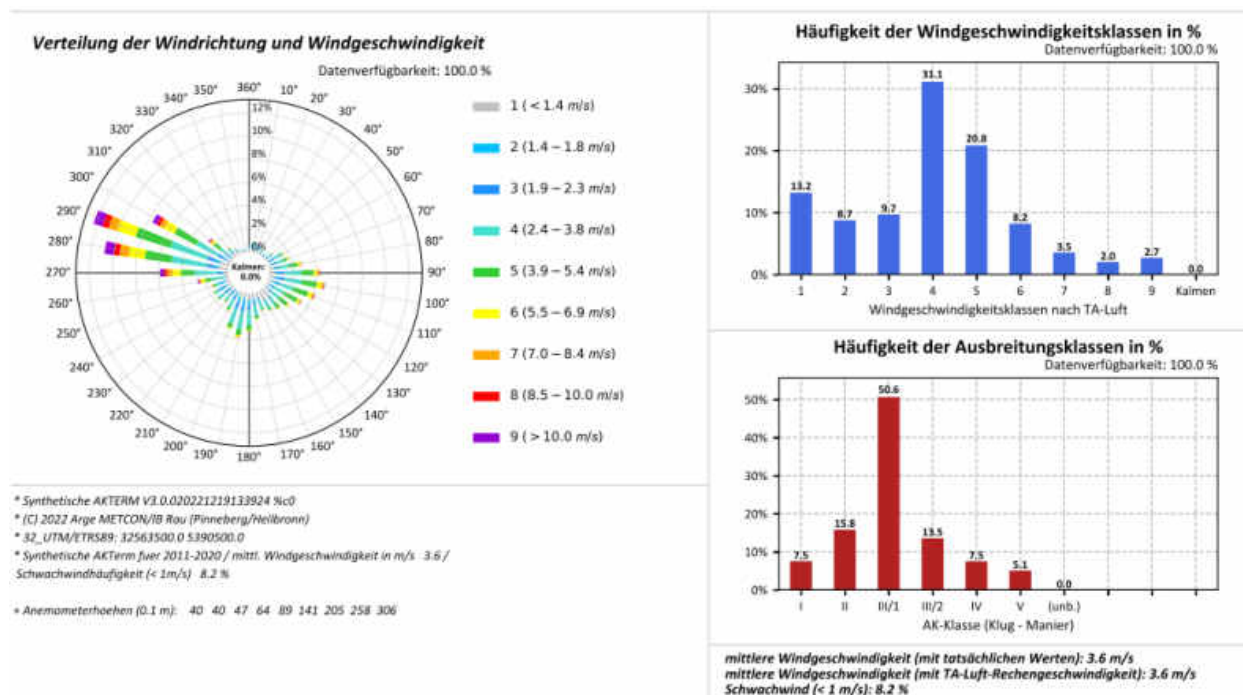 Verteilung der Windrichtung und Windgeschwindigkeit
Datenverfügbarkeit: 100.0 %
360°
10°
20°
30°
40°
50°
60°
70°
80°
90°
100°
110°
120°
130°
140°
150°
160°
170°
180°
190°
200°
210°
220°
230°
240°
250°
260°
270°
280°
290°
300°
310°
320°
330°
340°
350°
12%
10%
8%
6%
4%
2%
0%
Kalmen:
0.0%
1 (< 1.4 m/s)
2 (1.4 − 1.8 m/s)
3 (1.9 − 2.3 m/s)
4 (2.4 − 3.8 m/s)
5 (3.9 − 5.4 m/s)
6 (5.5 − 6.9 m/s)
7 (7.0 − 8.4 m/s)
8 (8.5 − 10.0 m/s)
9 (> 10.0 m/s)
* Synthetische AKTERM V3.0.020221219133924 %c0
* (C) 2022 Arge METCON/IB Rau (Pinneberg/Heilbronn)
* 32_UTM/ETRS89: 32563500.0 5390500.0
* Synthetische AKTerm fuer 2011-2020 / mittl. Windgeschwindigkeit in m/s 3.6 /
Schwachwindhäufigkeit (< 1m/s) 8.2 %
+ Anemometerhoehen (0.1 m): 40 40 47 64 89 141 205 258 306
Häufigkeit der Windgeschwindigkeitsklassen in %
Datenverfügbarkeit: 100.0 %
30%
20%
10%
0%
13.2
8.7
9.7
31.1
20.8
8.2
3.5
2.0
2.7
0.0
1 2 3 4 5 6 7 8 9 Kalmen
Windgeschwindigkeitsklassen nach TA-Luft
Häufigkeit der Ausbreitungsklassen in %
Datenverfügbarkeit: 100.0 %
50%
40%
30%
20%
10%
0%
7.5
15.8
50.6
13.5
7.5
5.1
0.0
I II III/1 III/2 IV V (unb.)
AK-Klasse (Klug - Manier)
mittlere Windgeschwindigkeit (mit tatsächlichen Werten): 3.6 m/s
mittlere Windgeschwindigkeit (mit TA-Luft-Rechengeschwindigkeit): 3.6 m/s
Schwachwind (< 1 m/s): 8.2 %